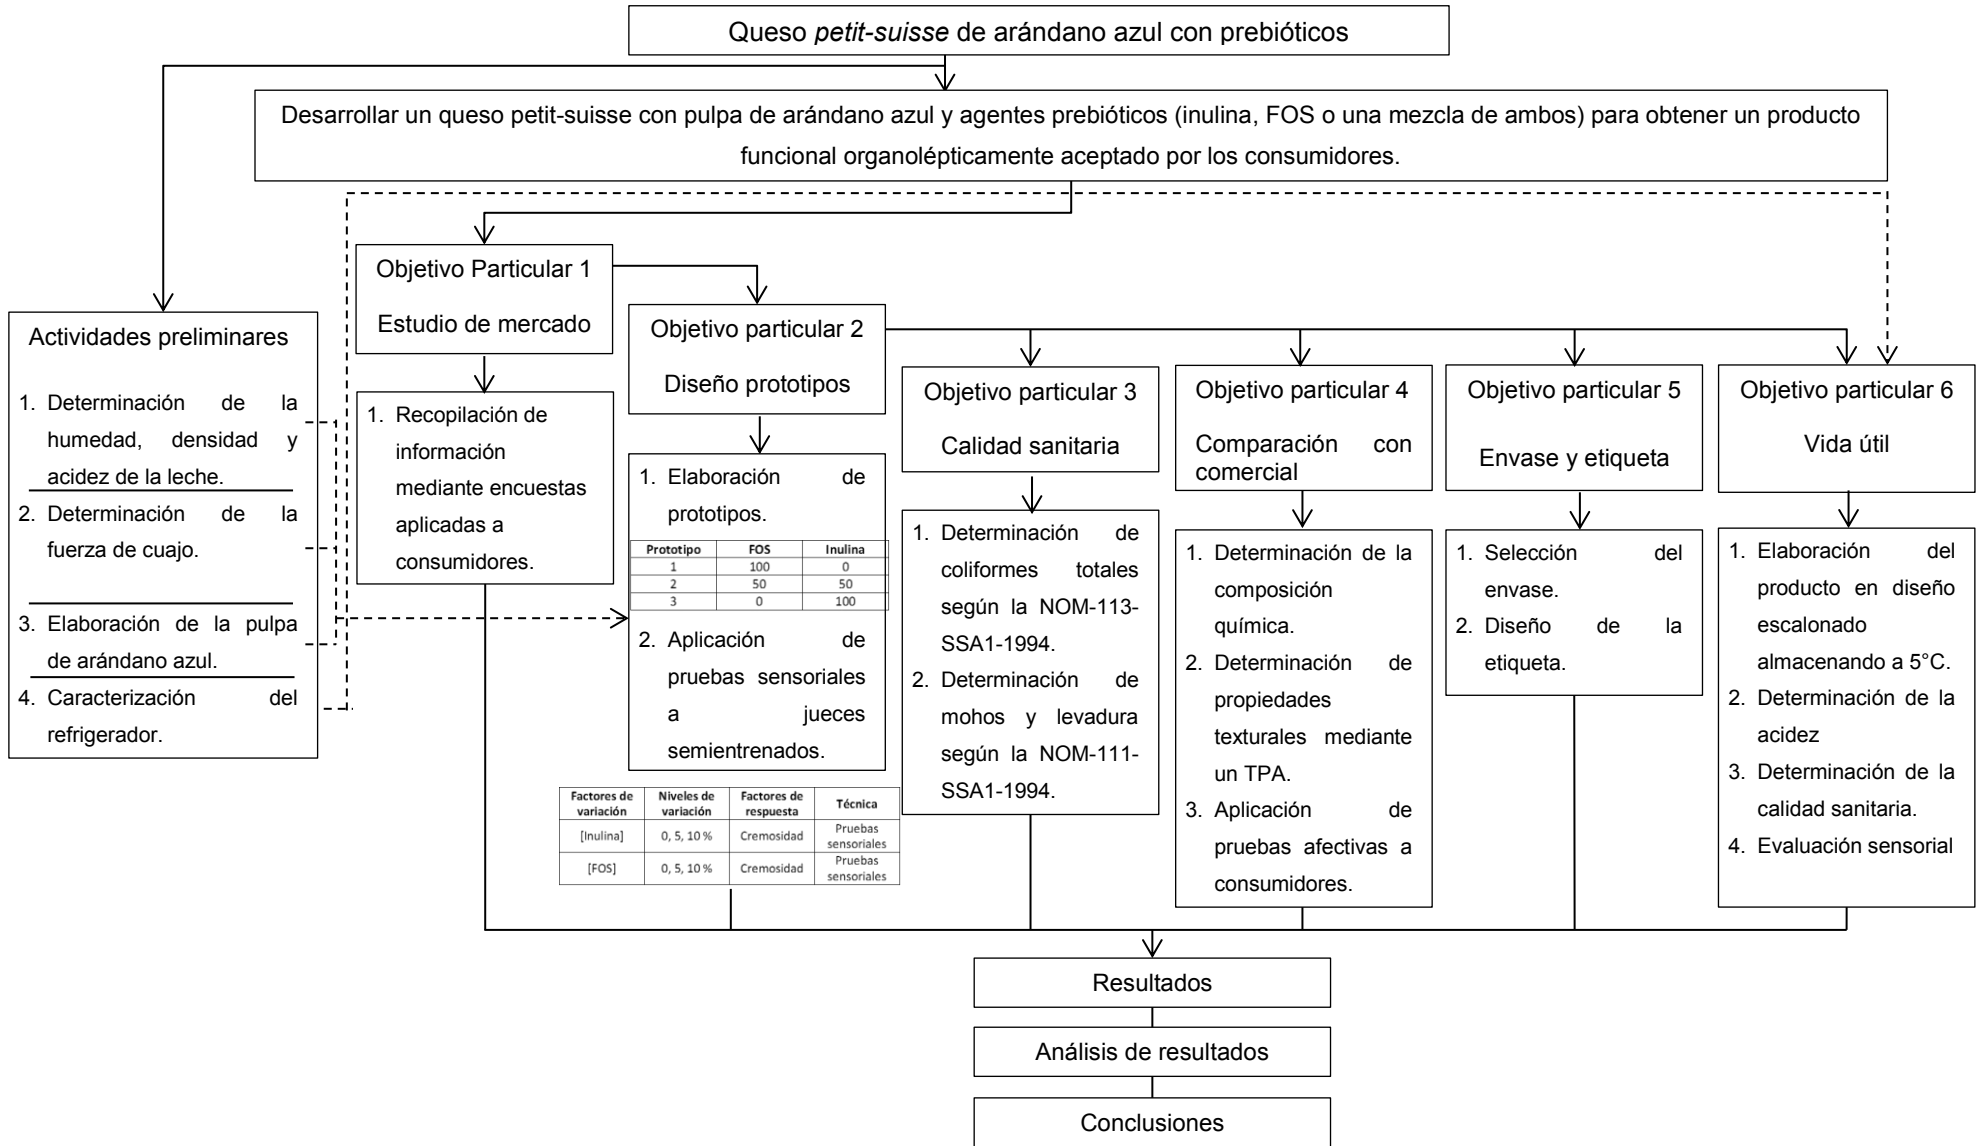 Queso petit-suisse de arándano azul con prebióticos
Desarrollar un queso petit-suisse con pulpa de arándano azul y agentes prebióticos (inulina, FOS o una mezcla de ambos) para obtener un producto
funcional organolépticamente aceptado por los consumidores.
Actividades preliminares
1. Determinación de la
humedad, densidad y
acidez de la leche.
2. Determinación de la
fuerza de cuajo.
3. Elaboración de la pulpa
de arándano azul.
4. Caracterización del
refrigerador.
Objetivo Particular 1
Estudio de mercado
1. Recopilación de
información
mediante encuestas
aplicadas a
consumidores.
Objetivo particular 2
Diseño prototipos
1. Elaboración de
prototipos.
Prototipo FOS Inulina
1 100 0
2 50 50
3 0 100
2. Aplicación de
pruebas sensoriales
a jueces
semientrenados.
Factores de variación Niveles de variación Factores de respuesta Técnica
[Inulina] 0, 5, 10 % Cremosidad Pruebas sensoriales
[FOS] 0, 5, 10 % Cremosidad Pruebas sensoriales
Objetivo particular 3
Calidad sanitaria
1. Determinación de
coliformes totales
según la NOM-113-
SSA1-1994.
2. Determinación de
mohos y levadura
según la NOM-111-
SSA1-1994.
Objetivo particular 4
Comparación con
comercial
1. Determinación de la
composición
química.
2. Determinación de
propiedades
texturales mediante
un TPA.
3. Aplicación de
pruebas afectivas a
consumidores.
Objetivo particular 5
Envase y etiqueta
1. Selección del
envase.
2. Diseño de la
etiqueta.
Objetivo particular 6
Vida útil
1. Elaboración del
producto en diseño
escalonado
almacenando a 5°C.
2. Determinación de la
acidez
3. Determinación de la
calidad sanitaria.
4. Evaluación sensorial
Resultados
Análisis de resultados
Conclusiones